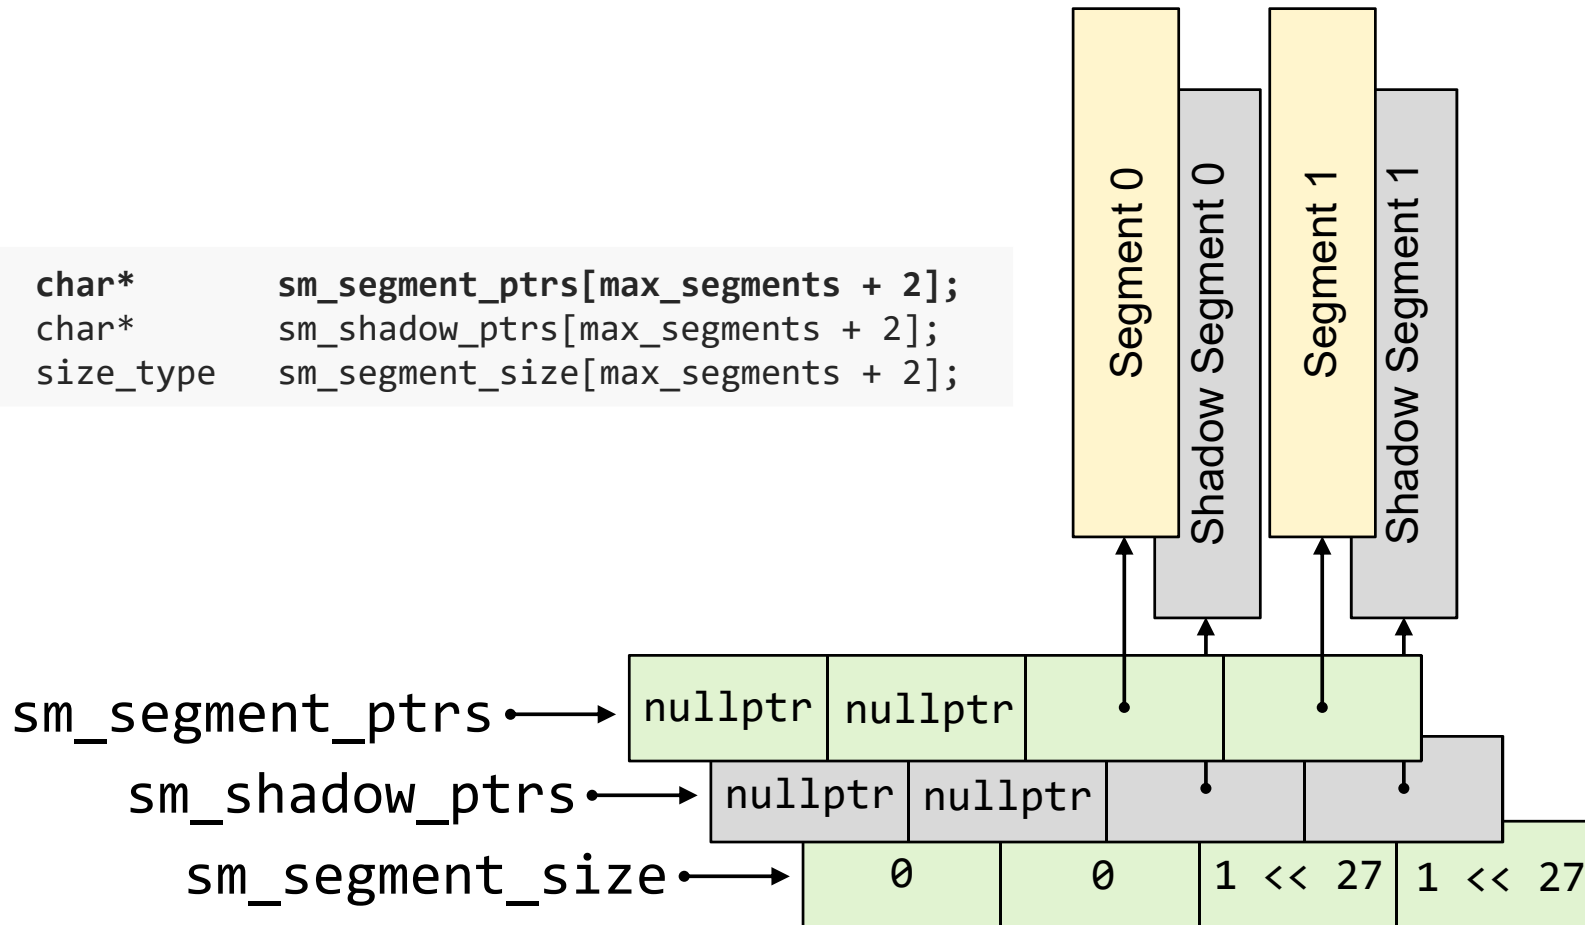 Segment 0
Shadow Segment 0
Segment 1
Shadow Segment 1
char* sm_segment_ptrs[max_segments + 2];
char* sm_shadow_ptrs[max_segments + 2];
size_type sm_segment_size[max_segments + 2];
sm_segment_ptrs nullptr nullptr
sm_shadow_ptrs nullptr nullptr
sm_segment_size 0 0 1 << 27 1 << 27